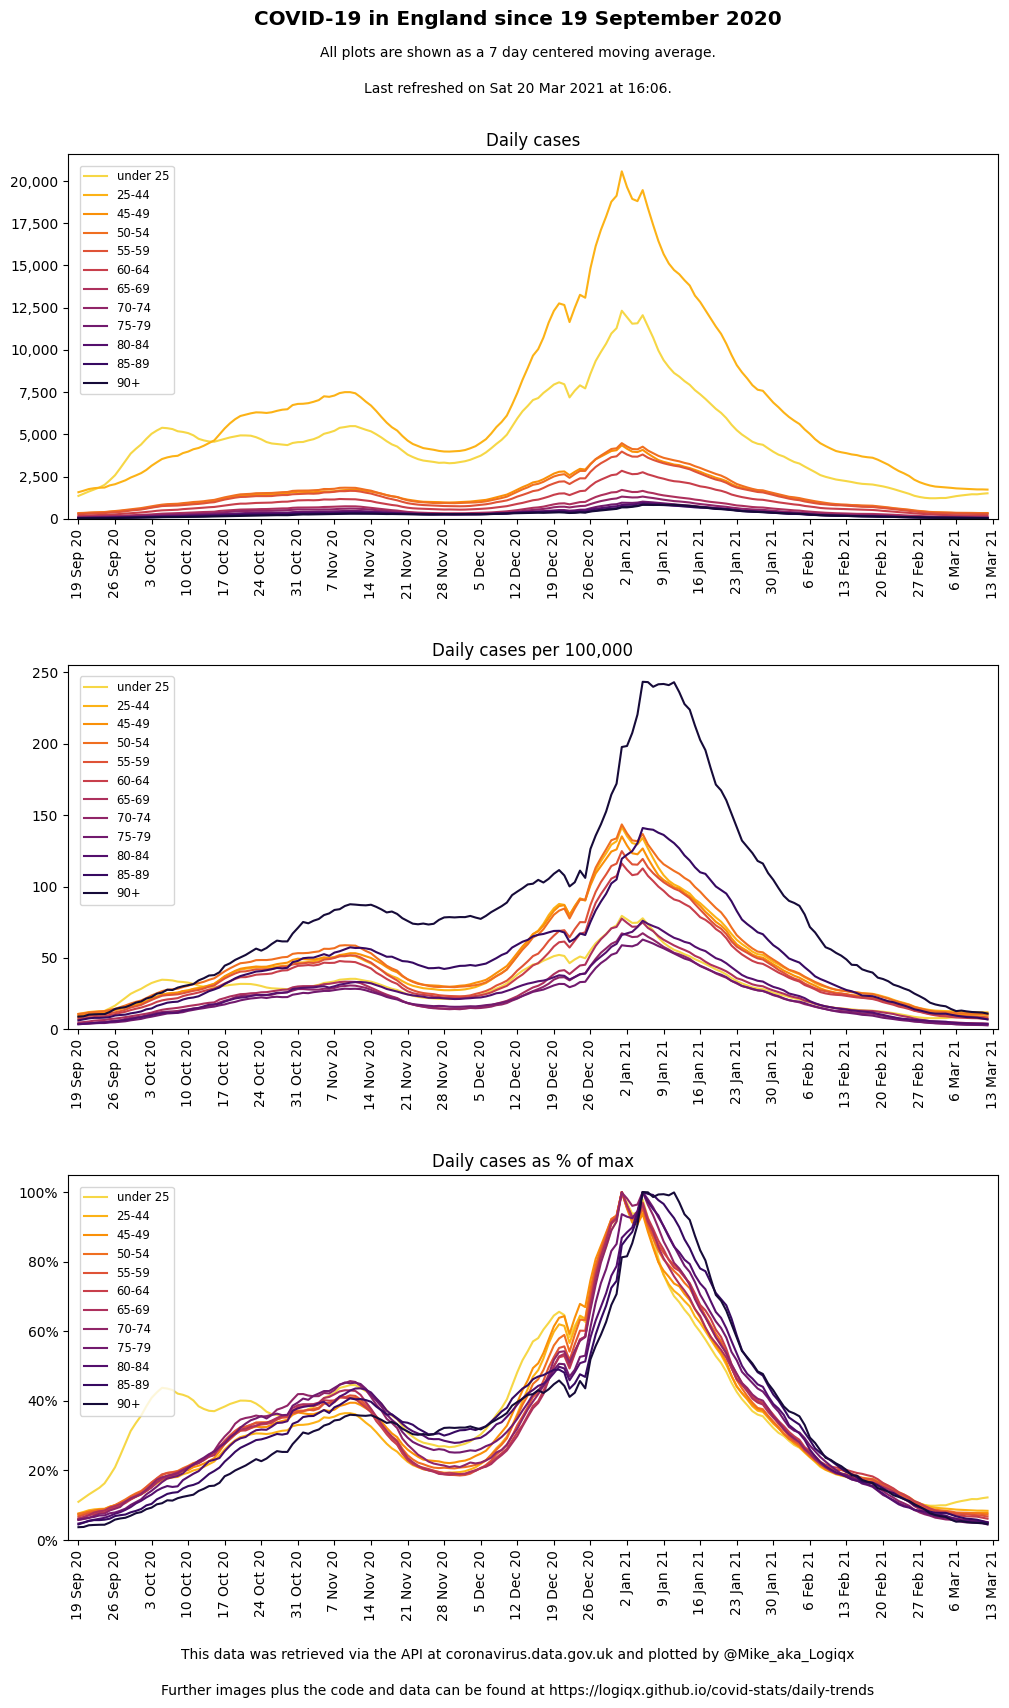 COVID-19 in England since 19 September 2020
All plots are shown as a 7 day centered moving average.
Last refreshed on Sat 20 Mar 2021 at 16:06.
Daily cases
under 25
25-44
45-49
50-54
55-59
60-64
65-69
70-74
75-79
80-84
85-89
90+
20,000
17,500
15,000
12,500
10,000
7,500
5,000
2,500
0
19 Sep 20
26 Sep 20
3 Oct 20
10 Oct 20
17 Oct 20
24 Oct 20
31 Oct 20
7 Nov 20
14 Nov 20
21 Nov 20
28 Nov 20
5 Dec 20
12 Dec 20
19 Dec 20
26 Dec 20
2 Jan 21
9 Jan 21
16 Jan 21
23 Jan 21
30 Jan 21
6 Feb 21
13 Feb 21
20 Feb 21
27 Feb 21
6 Mar 21
13 Mar 21
Daily cases per 100,000
under 25
25-44
45-49
50-54
55-59
60-64
65-69
70-74
75-79
80-84
85-89
90+
250
200
150
100
50
0
19 Sep 20
26 Sep 20
3 Oct 20
10 Oct 20
17 Oct 20
24 Oct 20
31 Oct 20
7 Nov 20
14 Nov 20
21 Nov 20
28 Nov 20
5 Dec 20
12 Dec 20
19 Dec 20
26 Dec 20
2 Jan 21
9 Jan 21
16 Jan 21
23 Jan 21
30 Jan 21
6 Feb 21
13 Feb 21
20 Feb 21
27 Feb 21
6 Mar 21
13 Mar 21
Daily cases as % of max
under 25
25-44
45-49
50-54
55-59
60-64
65-69
70-74
75-79
80-84
85-89
90+
100%
80%
60%
40%
20%
0%
19 Sep 20
26 Sep 20
3 Oct 20
10 Oct 20
17 Oct 20
24 Oct 20
31 Oct 20
7 Nov 20
14 Nov 20
21 Nov 20
28 Nov 20
5 Dec 20
12 Dec 20
19 Dec 20
26 Dec 20
2 Jan 21
9 Jan 21
16 Jan 21
23 Jan 21
30 Jan 21
6 Feb 21
13 Feb 21
20 Feb 21
27 Feb 21
6 Mar 21
13 Mar 21
This data was retrieved via the API at coronavirus.data.gov.uk and plotted by @Mike_aka_Logiqx
Further images plus the code and data can be found at https://logiqx.github.io/covid-stats/daily-trends